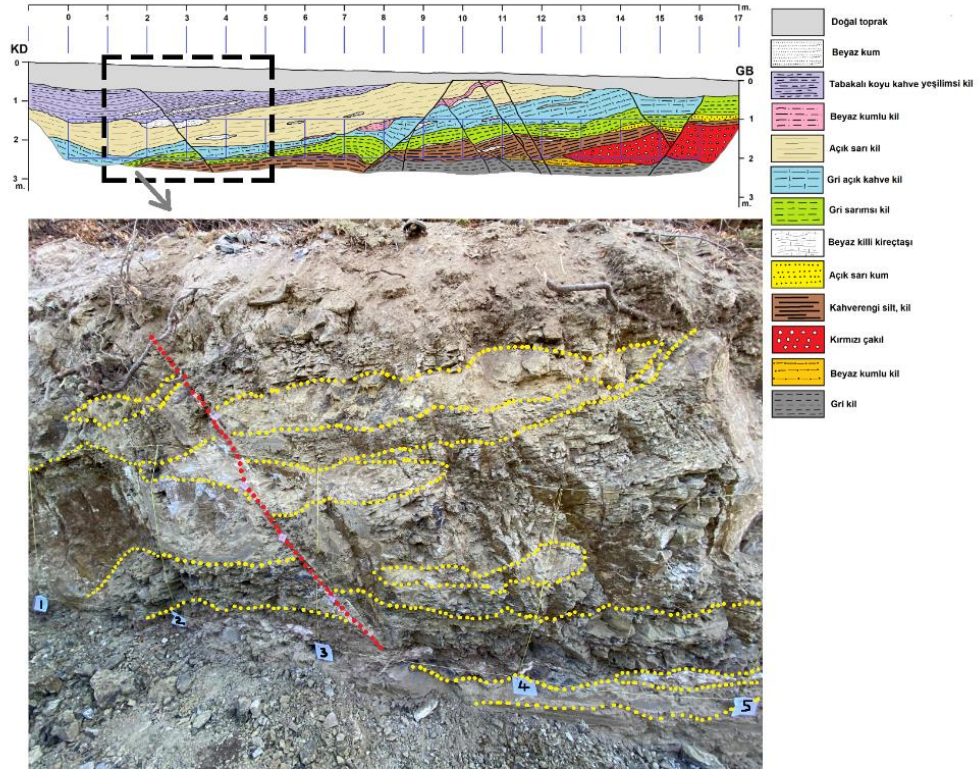 m.
0 1 2 3 4 5 6 7 8 9 10 11 12 13 14 15 16 17
KD
GB
0
1
2
3
m.
0
1
2
3
m.
Doğal toprak
Beyaz kum
Tabakalı koyu kahve yeşilimsi kil
Beyaz kumlu kil
Açık sarı kil
Gri açık kahve kil
Gri sarımsı kil
Beyaz killi kireçtaşı
Açık sarı kum
Kahverengi silt, kil
Kırmızı çakıl
Beyaz kumlu kil
Gri kil
1
2
3
4
5